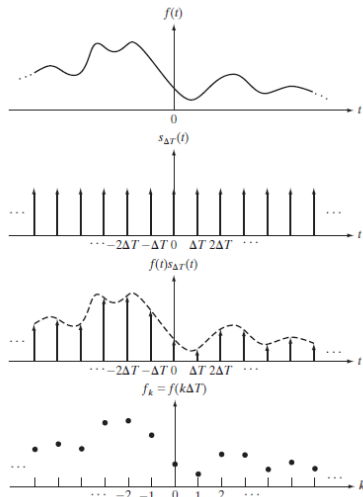 f(t)
... ... t
0
s_ΔT(t)
... ... t
... −2ΔT −ΔT 0 ΔT 2ΔT ...
f(t)s_ΔT(t)
... ... t
... −2ΔT −ΔT 0 ΔT 2ΔT ...
f_k = f(kΔT)
... ... k
... −2 −1 0 1 2 ...